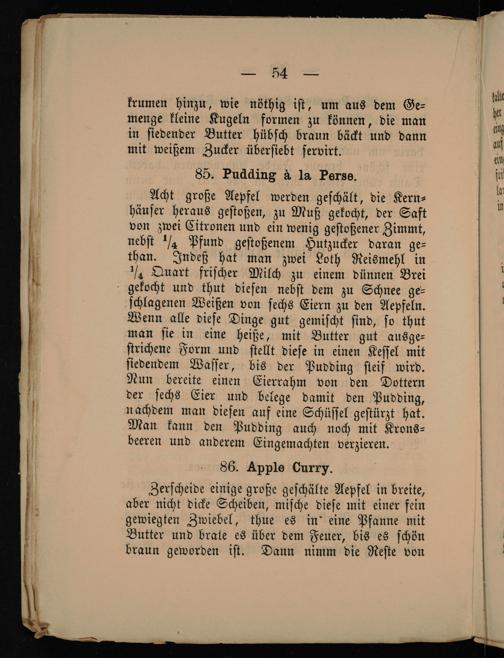 — 54 —
krumen hinzu, wie nöthig ist, um aus dem Ge=
menge kleine Kugeln formen zu können, die man
in siedender Butter hübsch braun bäckt und dann
mit weißem Zucker übersiebt servirt.
85. Pudding à la Perse.
Acht große Aepfel werden geschält, die Kern=
häuser heraus gestoßen, zu Muß gekocht, der Saft
von zwei Citronen und ein wenig gestoßener Zimmt,
nebst 1/4 Pfund gestoßenem Hutzucker daran ge=
than. Indeß hat man zwei Loth Reismehl in
1/4 Quart frischer Milch zu einem dünnen Brei
gekocht und thut diesen nebst dem zu Schnee ge=
schlagenen Weißen von sechs Eiern zu den Aepfeln.
Wenn alle diese Dinge gut gemischt sind, so thut
man sie in eine heiße, mit Butter gut ausge=
strichene Form und stellt diese in einen Kessel mit
siedendem Wasser, bis der Pudding steif wird.
Nun bereite einen Eierrahm von den Dottern
der sechs Eier und belege damit den Pudding,
nachdem man diesen auf eine Schüssel gestürzt hat.
Man kann den Pudding auch noch mit Krons=
beeren und anderem Eingemachten verzieren.
86. Apple Curry.
Zerscheide einige große geschälte Aepfel in breite,
aber nicht dicke Scheiben, mische diese mit einer fein
gewiegten Zwiebel, thue es in eine Pfanne mit
Butter und brate es über dem Feuer, bis es schön
braun geworden ist. Dann nimm die Reste von